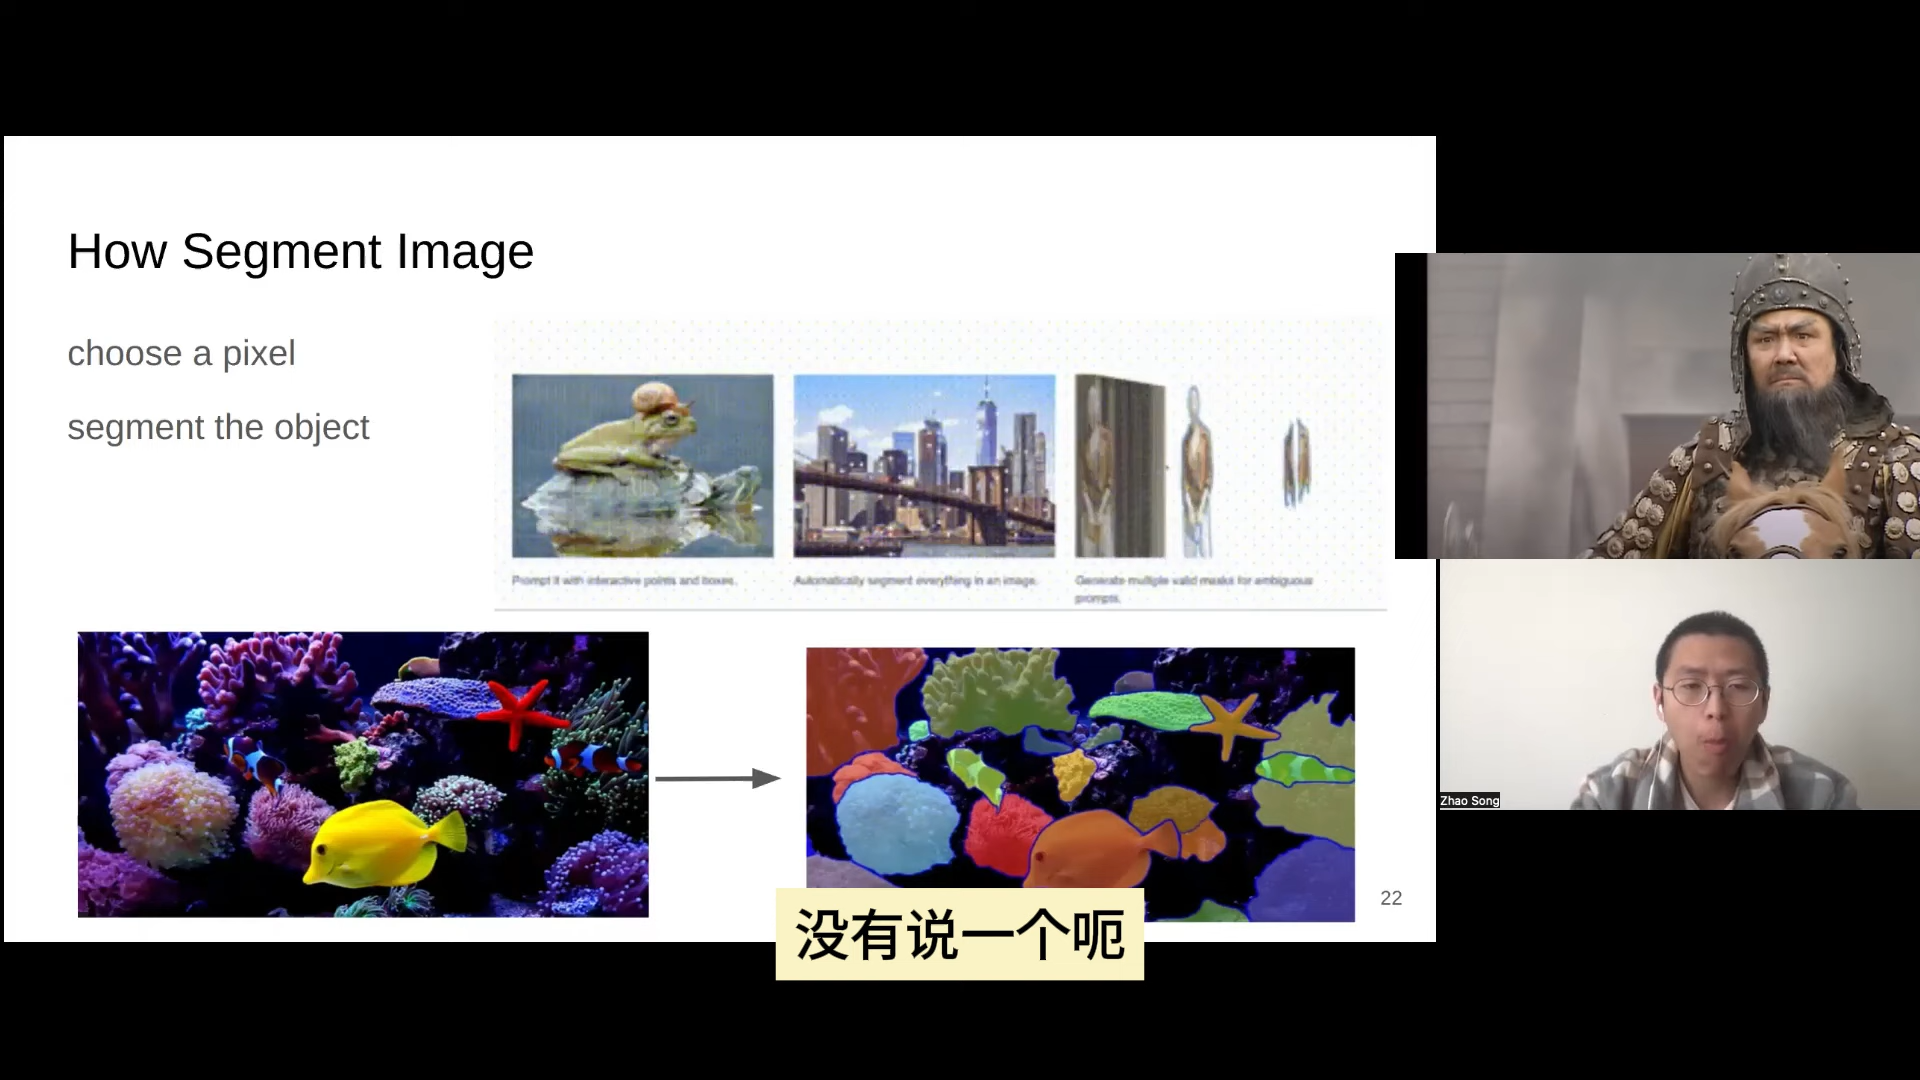 How Segment Image
choose a pixel
segment the object
Prompt it with interactive points and boxes.
Automatically segment everything in an image.
Generate multiple valid masks for ambiguous
prompts.
Zhao Song
22
没有说一个呃